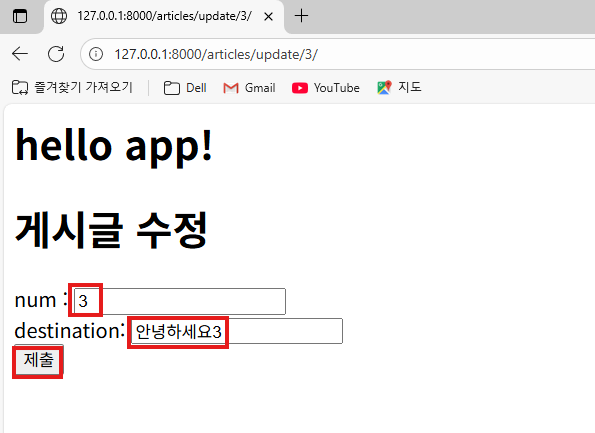 127.0.0.1:8000/articles/update/3/
127.0.0.1:8000/articles/update/3/
즐겨찾기 가져오기 Dell Gmail YouTube 지도
hello app!
게시글 수정
num : 3
destination: 안녕하세요3
제출